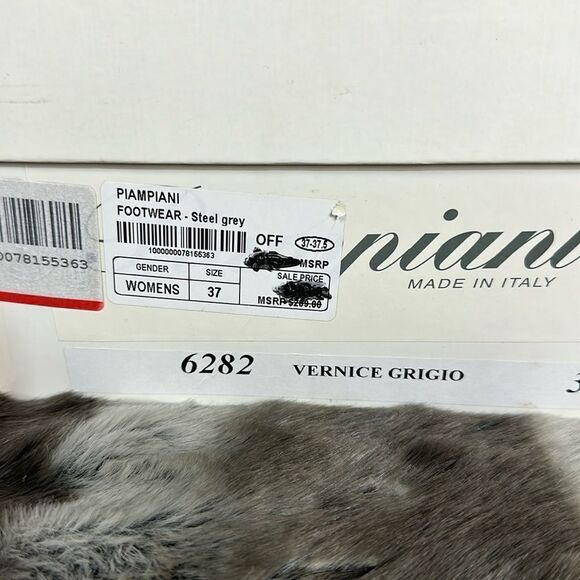 PIAMPIANI
FOOTWEAR - Steel grey
1000000078155363
OFF
37-37.5
MSRP
GENDER
SIZE
WOMENS
37
SALE PRICE
MSRP
0078155363
piani
MADE IN ITALY
6282 VERNICE GRIGIO